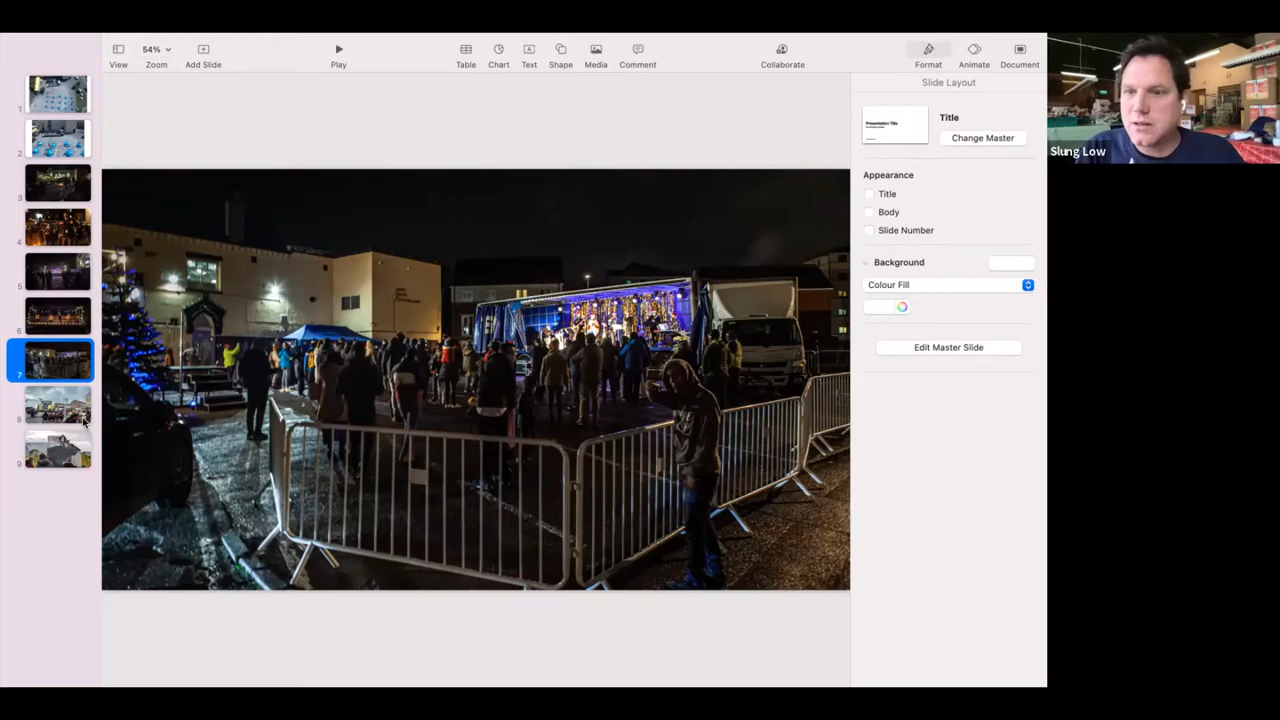 54%
View
Zoom
Add Slide
Play
Table
Chart
Text
Shape
Media
Comment
Collaborate
Format
Animate
Document
Slide Layout
Presentation Title
Title
Change Master
Appearance
Title
Body
Slide Number
Background
Colour Fill
Edit Master Slide
1
2
3
4
5
6
7
8
9
Slung Low